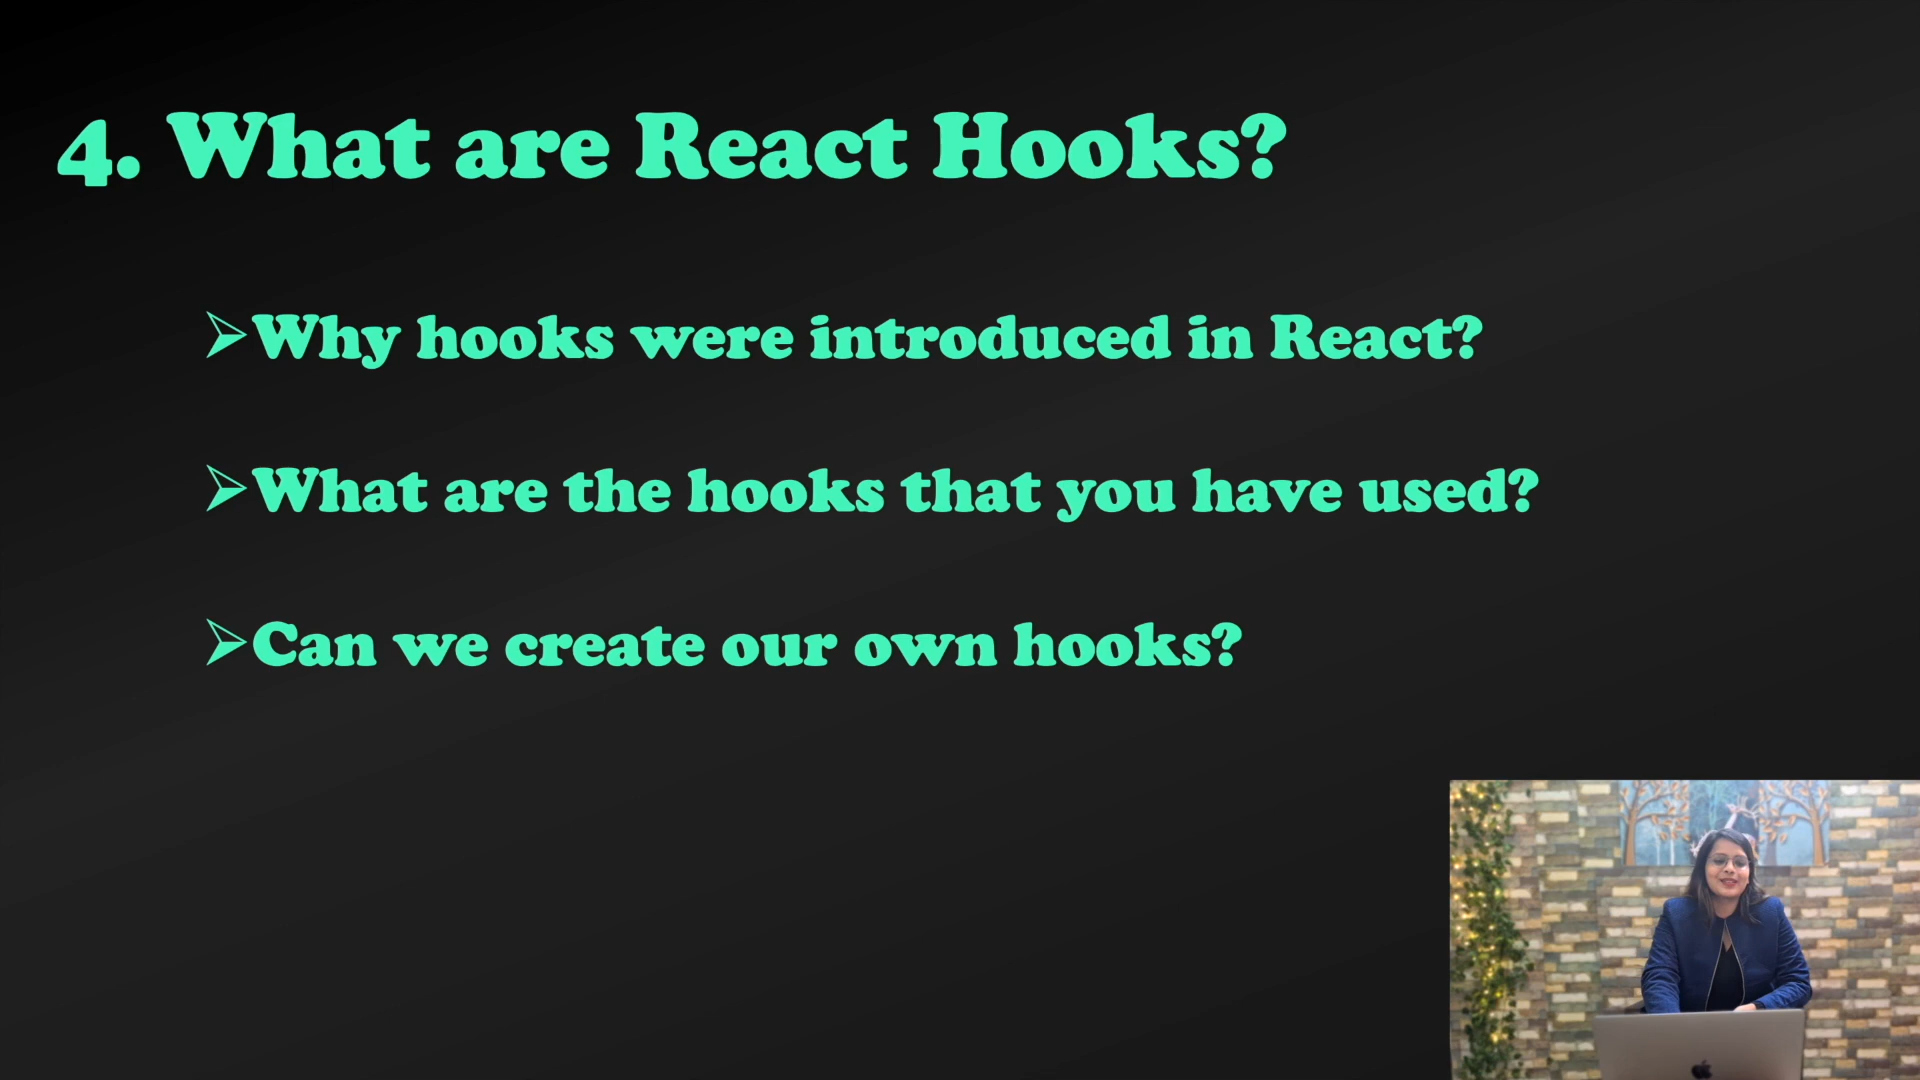 4. What are React Hooks?
➢Why hooks were introduced in React?
➢What are the hooks that you have used?
➢Can we create our own hooks?